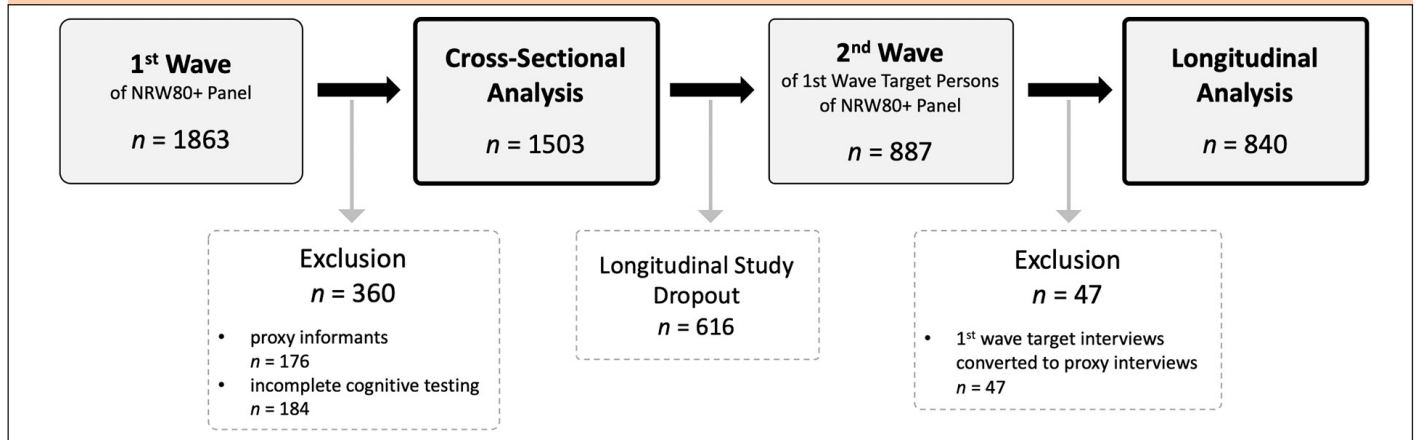 1st Wave
of NRW80+ Panel
n = 1863
Cross-Sectional
Analysis
n = 1503
2nd Wave
of 1st Wave Target Persons
of NRW80+ Panel
n = 887
Longitudinal
Analysis
n = 840
Exclusion
n = 360
• proxy informants
n = 176
• incomplete cognitive testing
n = 184
Longitudinal Study
Dropout
n = 616
Exclusion
n = 47
• 1st wave target interviews
converted to proxy interviews
n = 47